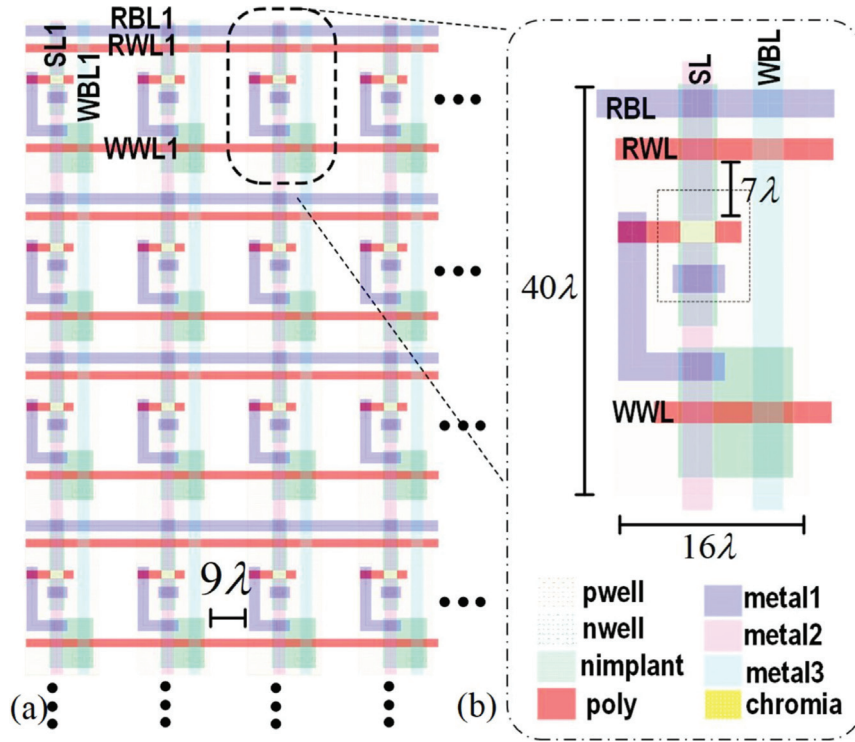 RBL1
RWL1
SL1
WBL1
WWL1
9λ
(a)
SL
WBL
RBL
RWL
7λ
40λ
WWL
16λ
pwell
nwell
nimplant
poly
metal1
metal2
metal3
chromia
(b)